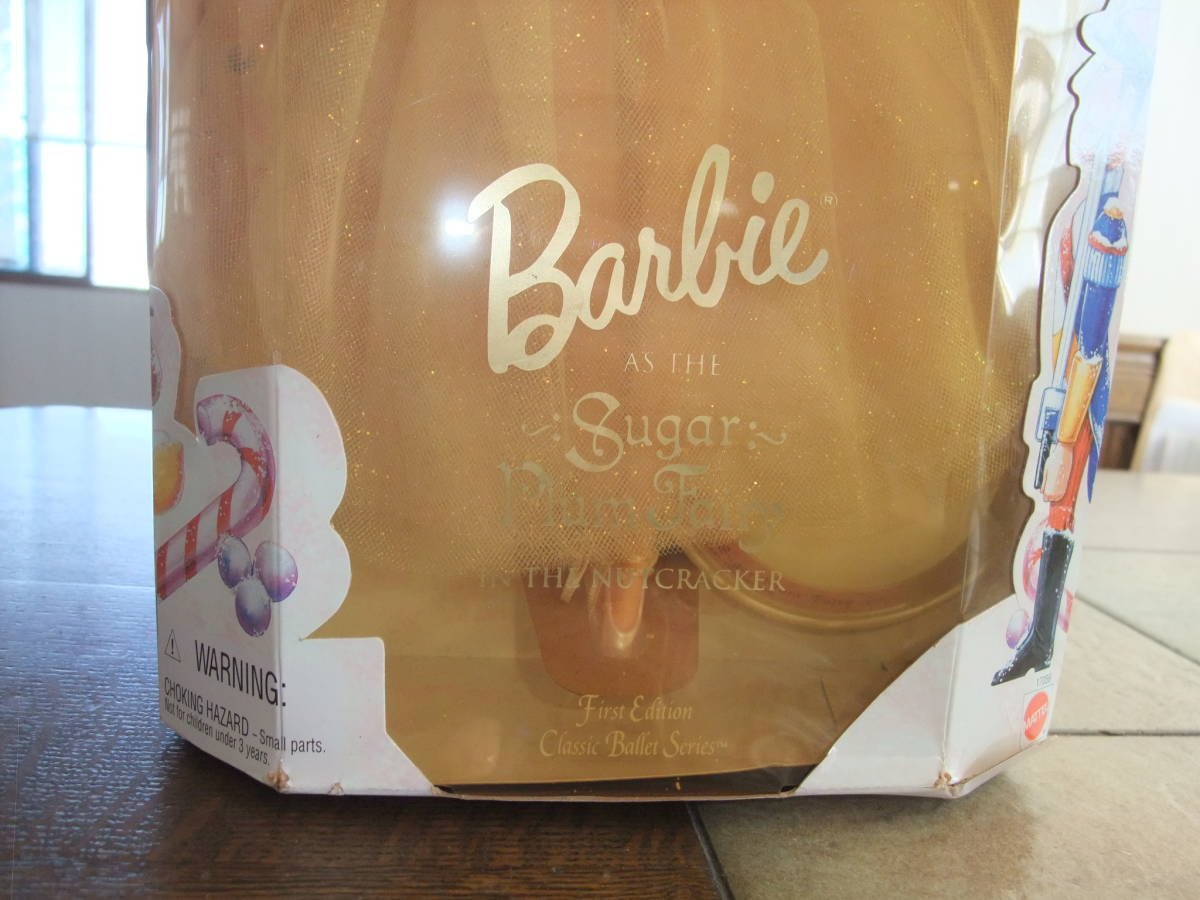 Barbie®
AS THE
Sugar
Plum Fairy
IN THE NUTCRACKER
First Edition
Classic Ballet Series™
WARNING:
CHOKING HAZARD – Small parts.
Not for children under 3 years.
17056
MATTEL